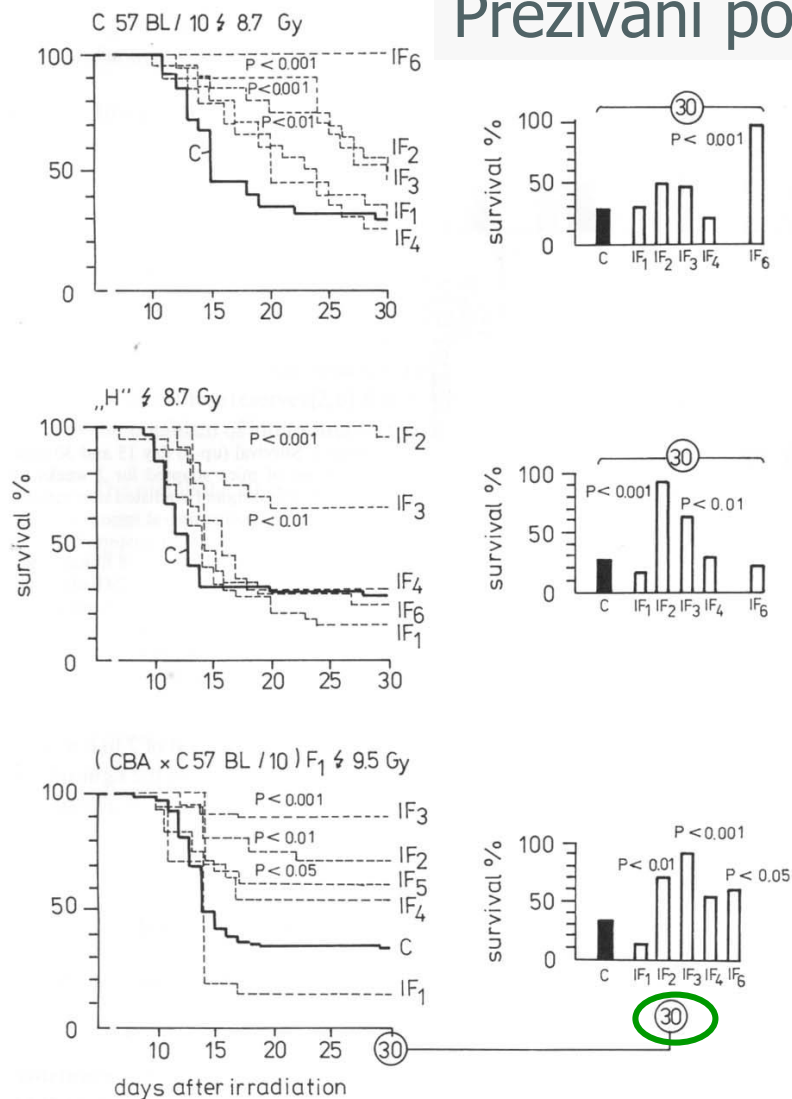 Přežívání po
C 57 BL / 10 ↯ 8.7 Gy
100
50
0
10 15 20 25 30
P < 0.001
P<0.001
P<0.01
C
IF6
IF2
IF3
IF1
IF4
survival %
100
50
0
30
P < 0.001
C IF1 IF2 IF3 IF4 IF6
„H" ↯ 8.7 Gy
survival %
100
50
0
10 15 20 25 30
P < 0.001
P < 0.01
C
IF2
IF3
IF4
IF6
IF1
survival %
100
50
0
30
P < 0.001
P < 0.01
C IF1 IF2 IF3 IF4 IF6
( CBA × C 57 BL / 10 ) F1 ↯ 9.5 Gy
100
50
0
10 15 20 25 30
P < 0.001
P < 0.01
P < 0.05
IF3
IF2
IF5
IF4
C
IF1
days after irradiation
survival %
100
50
0
P < 0.001
P < 0.01
P < 0.05
C IF1 IF2 IF3 IF4 IF6
30